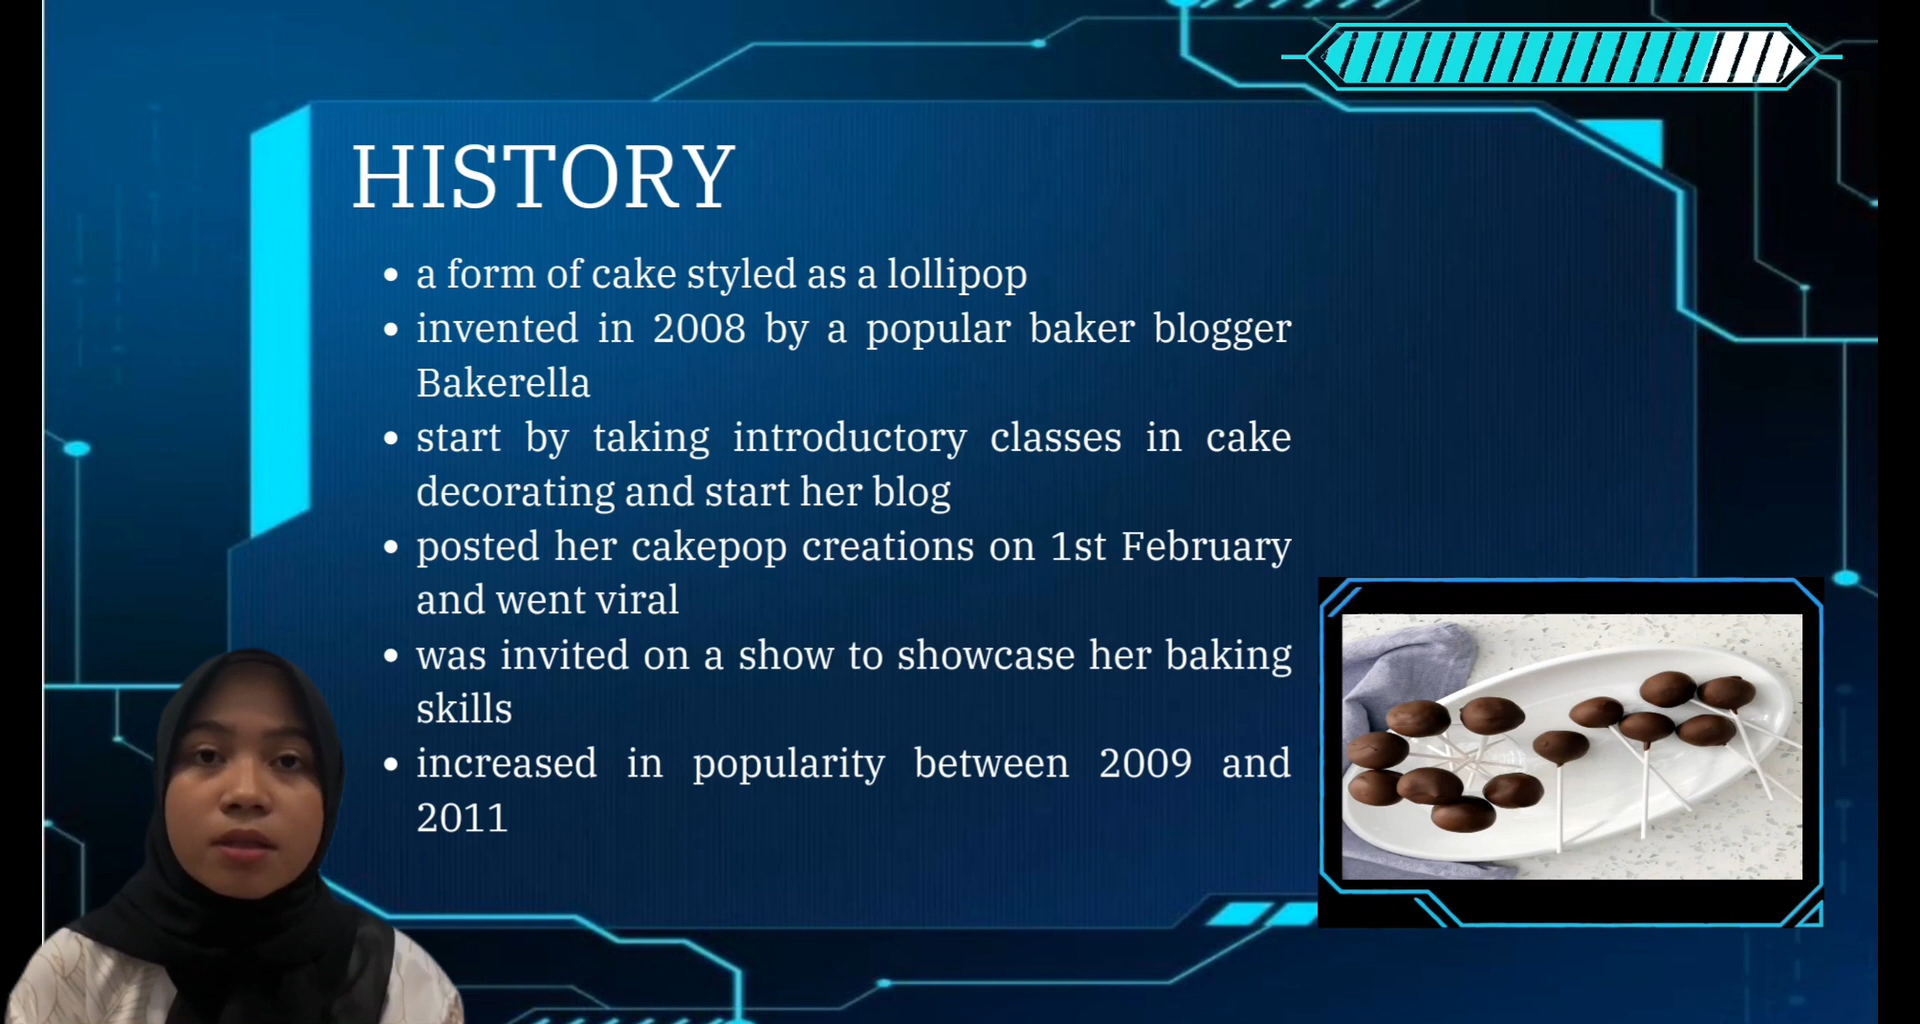 HISTORY
• a form of cake styled as a lollipop
• invented in 2008 by a popular baker blogger
Bakerella
• start by taking introductory classes in cake
decorating and start her blog
• posted her cakepop creations on 1st February
and went viral
• was invited on a show to showcase her baking
skills
• increased in popularity between 2009 and
2011